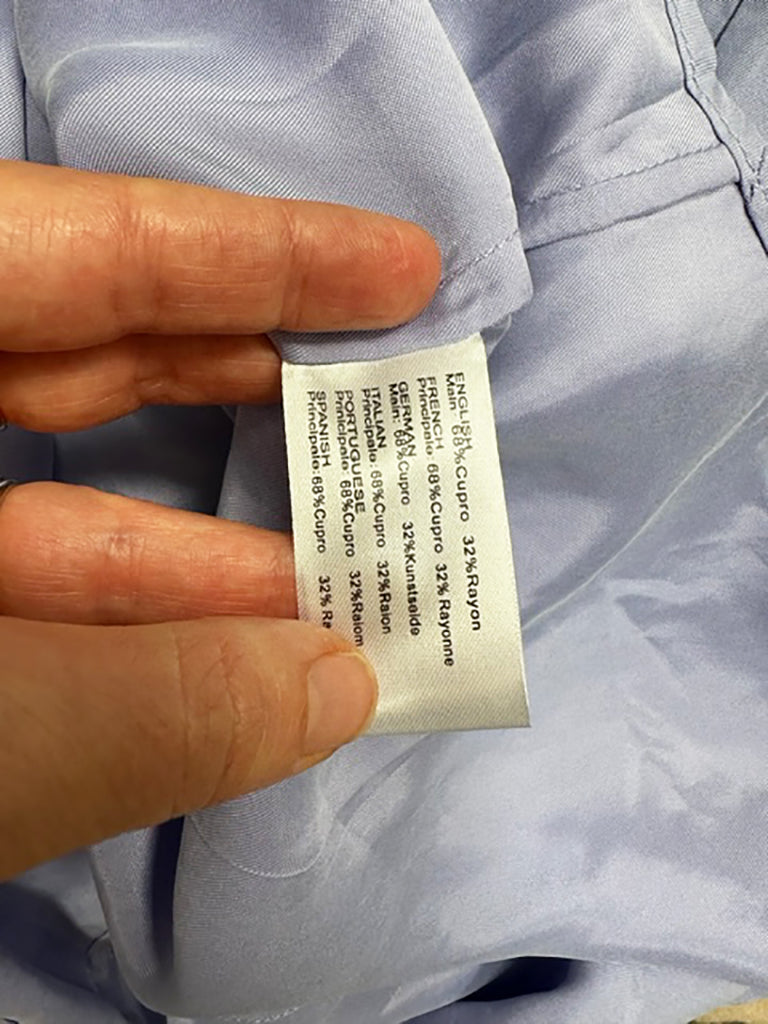 ENGLISH
Main 68%Cupro 32%Rayon
FRENCH
Principale: 68%Cupro 32% Rayonne
GERMAN
Main: 68%Cupro 32%Kunstseide
ITALIAN
Principale: 68%Cupro 32%Raion
PORTUGUESE
Principale: 68%Cupro 32%Raiom
SPANISH
Principale:68%Cupro 32%